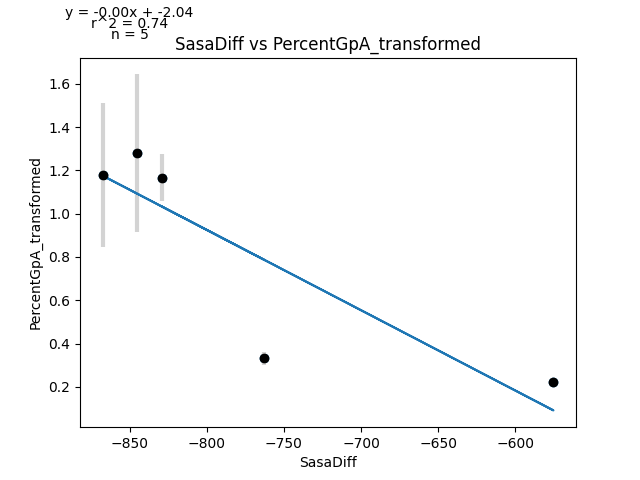 y = -0.00x + -2.04
r^2 = 0.74
n = 5
SasaDiff vs PercentGpA_transformed
1.6
1.4
1.2
1.0
0.8
0.6
0.4
0.2
PercentGpA_transformed
−850
−800
−750
−700
−650
−600
SasaDiff